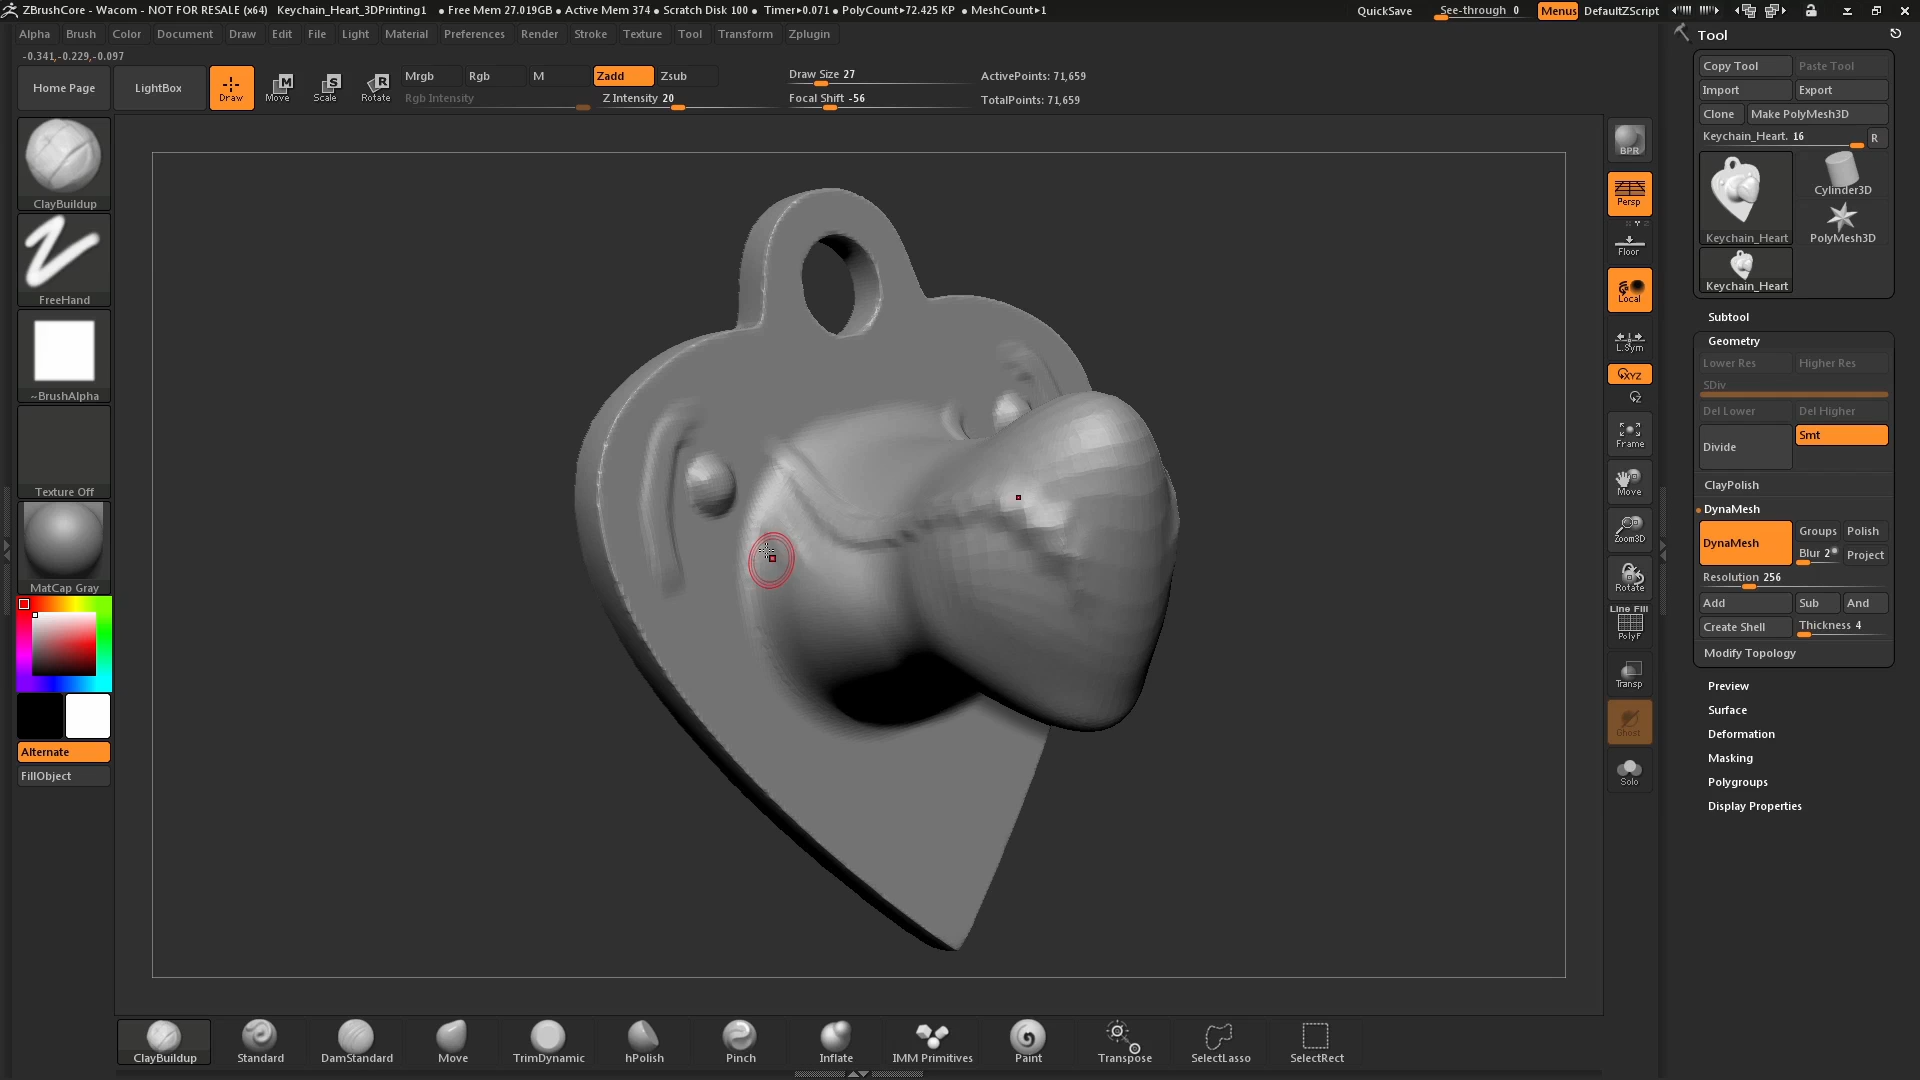 ZBrushCore - Wacom - NOT FOR RESALE (x64) Keychain_Heart_3DPrinting1 • Free Mem 27.019GB • Active Mem 374 • Scratch Disk 100 • Timer▸0.071 • PolyCount▸72.425 KP • MeshCount▸1 QuickSave See-through 0 Menus DefaultZScript
Alpha Brush Color Document Draw Edit File Light Material Preferences Render Stroke Texture Tool Transform Zplugin
-0.341,-0.229,-0.097
Home Page LightBox Draw Move Scale Rotate
M S R
Mrgb Rgb M Zadd Zsub
Rgb Intensity Z Intensity 20
Draw Size 27
Focal Shift -56
ActivePoints: 71,659
TotalPoints: 71,659
ClayBuildup
FreeHand
~BrushAlpha
Texture Off
MatCap Gray
Alternate
FillObject
BPR
Persp
Floor
Local
L.Sym
XYZ
Frame
Move
Zoom3D
Rotate
Line Fill
PolyF
Transp
Ghost
Solo
Tool
Copy Tool Paste Tool
Import Export
Clone Make PolyMesh3D
Keychain_Heart. 16 R
Keychain_Heart
Cylinder3D
PolyMesh3D
Keychain_Heart
Subtool
Geometry
Lower Res Higher Res
SDiv
Del Lower Del Higher
Divide Smt
ClayPolish
DynaMesh
DynaMesh Groups Polish
Blur 2 Project
Resolution 256
Add Sub And
Create Shell Thickness 4
Modify Topology
Preview
Surface
Deformation
Masking
Polygroups
Display Properties
ClayBuildup Standard DamStandard Move TrimDynamic hPolish Pinch Inflate IMM Primitives Paint Transpose SelectLasso SelectRect